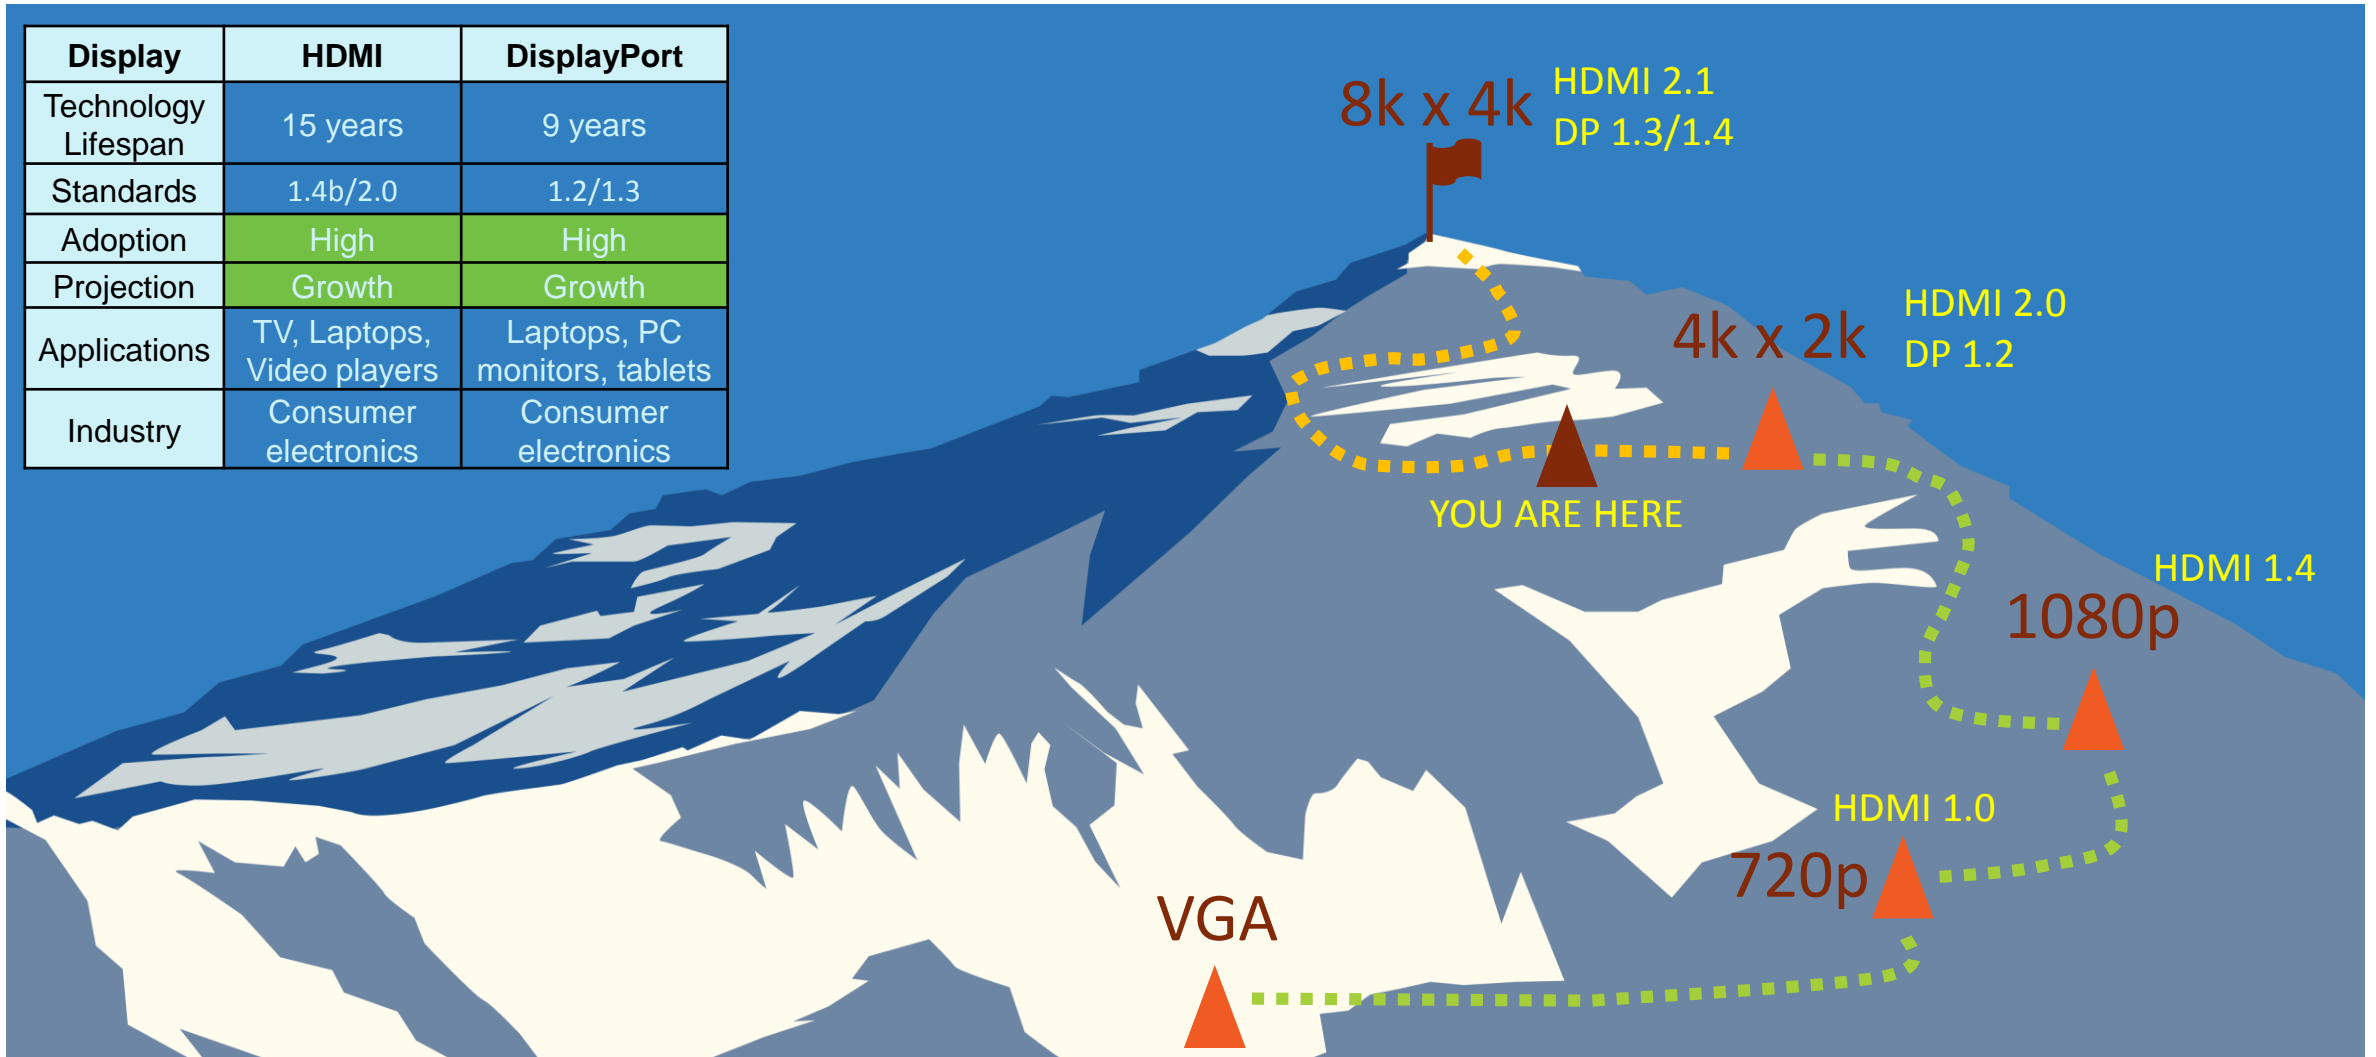 Display HDMI DisplayPort
Technology
Lifespan
15 years 9 years
Standards 1.4b/2.0 1.2/1.3
Adoption High High
Projection Growth Growth
Applications
TV, Laptops,
Video players
Laptops, PC
monitors, tablets
Industry
Consumer
electronics
Consumer
electronics
8k x 4k
HDMI 2.1
DP 1.3/1.4
4k x 2k
HDMI 2.0
DP 1.2
YOU ARE HERE
HDMI 1.4
1080p
HDMI 1.0
720p
VGA